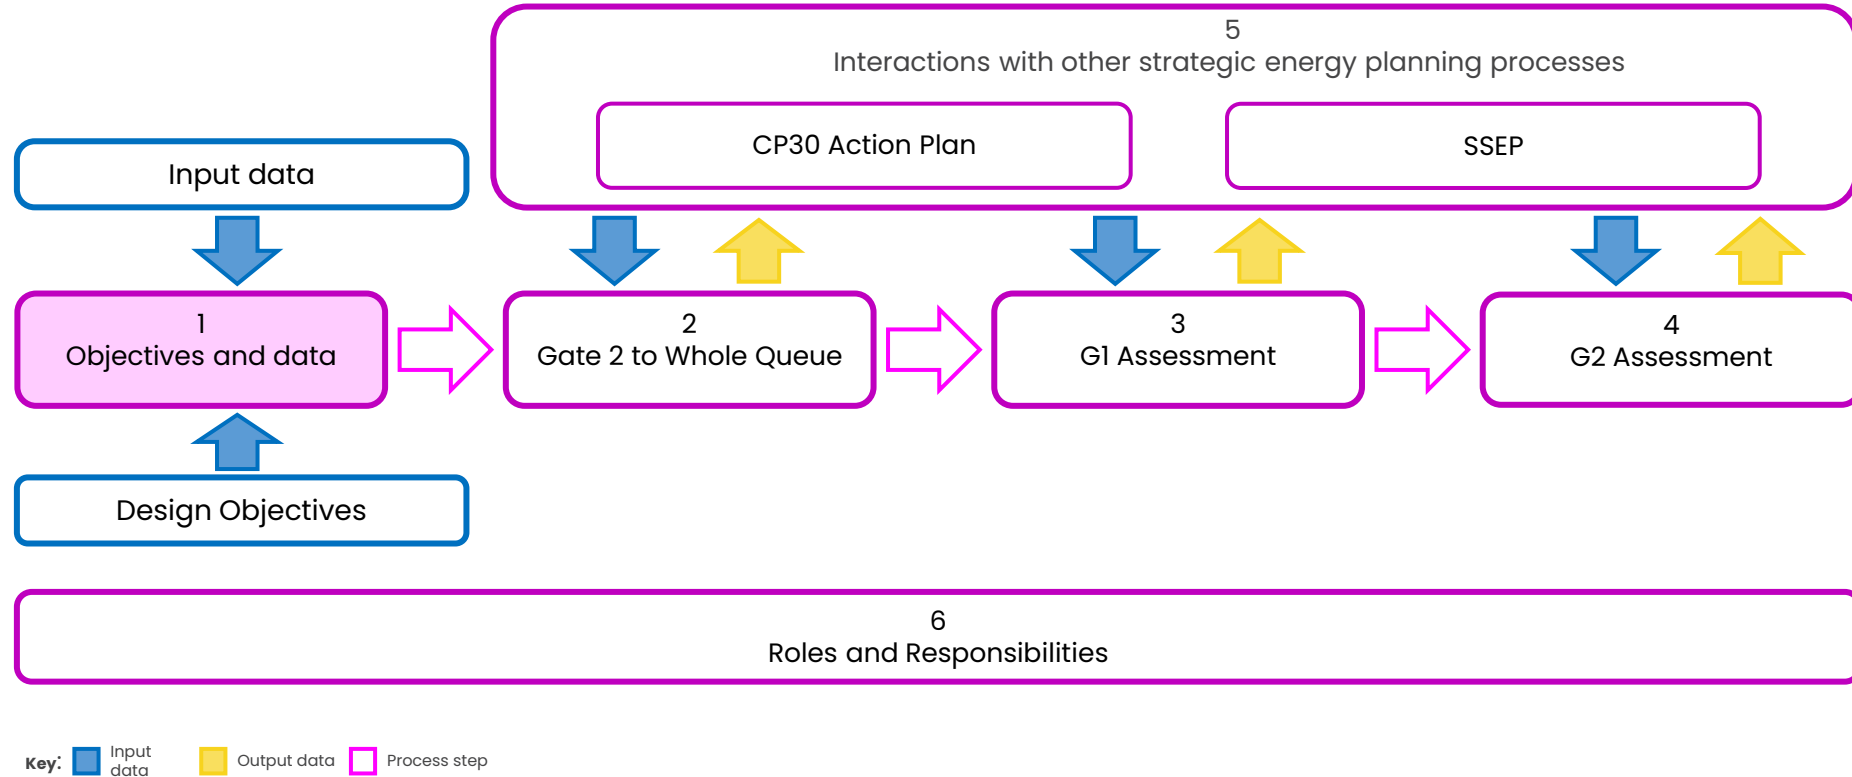 5
Interactions with other strategic energy planning processes
CP30 Action Plan
SSEP
Input data
1
Objectives and data
2
Gate 2 to Whole Queue
3
G1 Assessment
4
G2 Assessment
Design Objectives
6
Roles and Responsibilities
Key:
Input
data
Output data
Process step